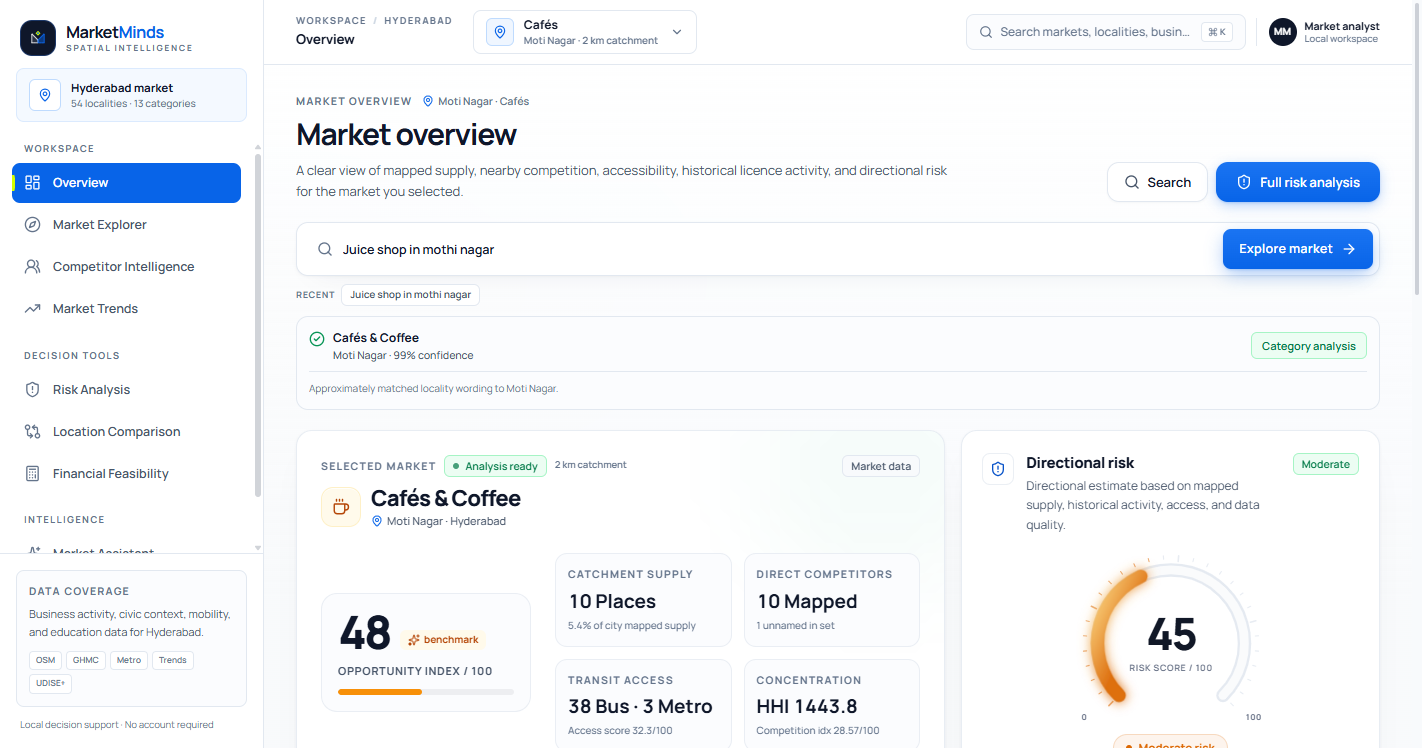 MarketMinds
SPATIAL INTELLIGENCE
Hyderabad market
54 localities · 13 categories
WORKSPACE
Overview
Market Explorer
Competitor Intelligence
Market Trends
DECISION TOOLS
Risk Analysis
Location Comparison
Financial Feasibility
INTELLIGENCE
Market Assistant
DATA COVERAGE
Business activity, civic context, mobility,
and education data for Hyderabad.
OSM GHMC Metro Trends
UDISE+
Local decision support · No account required
WORKSPACE / HYDERABAD
Overview
Cafés
Moti Nagar · 2 km catchment
Search markets, localities, busin... ⌘ K
MM
Market analyst
Local workspace
MARKET OVERVIEW Moti Nagar · Cafés
Market overview
A clear view of mapped supply, nearby competition, accessibility, historical licence activity, and directional risk
for the market you selected.
Search
Full risk analysis
Juice shop in mothi nagar
Explore market →
RECENT Juice shop in mothi nagar
Cafés & Coffee
Moti Nagar · 99% confidence
Category analysis
Approximately matched locality wording to Moti Nagar.
SELECTED MARKET Analysis ready 2 km catchment
Market data
Cafés & Coffee
Moti Nagar · Hyderabad
48 benchmark
OPPORTUNITY INDEX / 100
CATCHMENT SUPPLY
10 Places
5.4% of city mapped supply
DIRECT COMPETITORS
10 Mapped
1 unnamed in set
TRANSIT ACCESS
38 Bus · 3 Metro
Access score 32.3/100
CONCENTRATION
HHI 1443.8
Competition idx 28.57/100
Directional risk
Moderate
Directional estimate based on mapped
supply, historical activity, access, and data
quality.
45
RISK SCORE / 100
0 100
Moderate risk